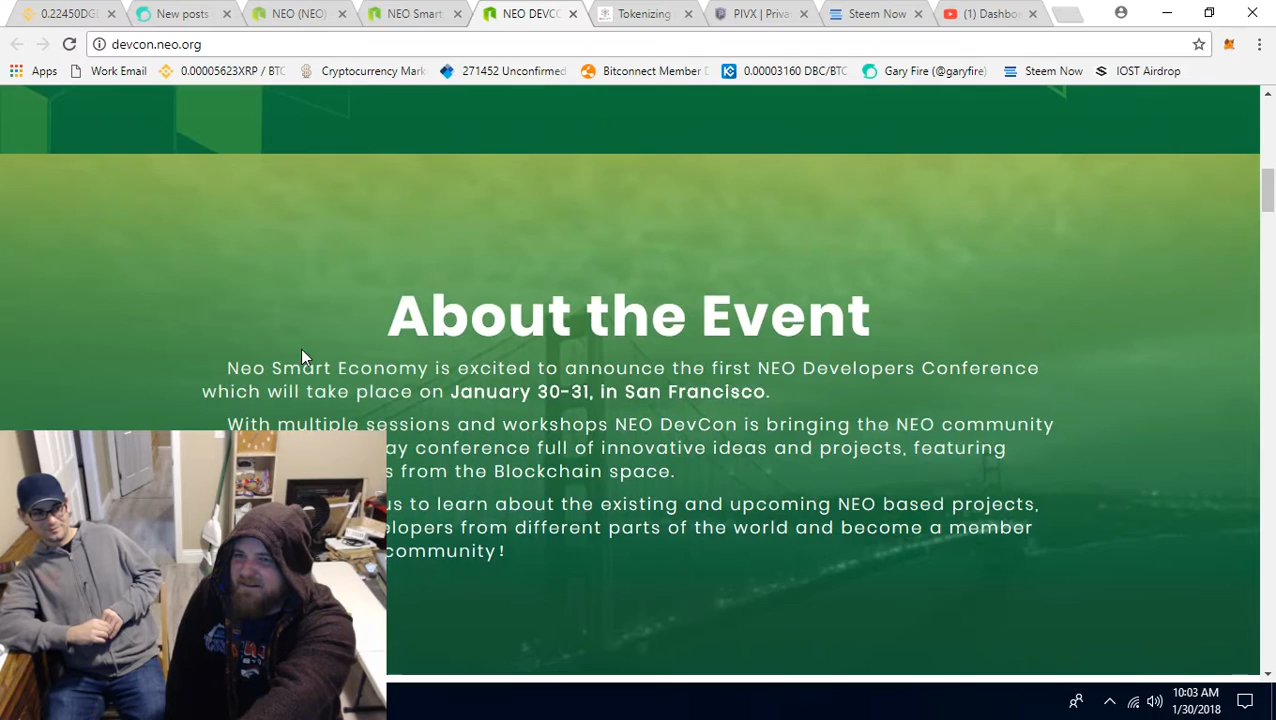 0.22450DGI
New posts
NEO (NEO)
NEO Smart
NEO DEVCO
Tokenizing
PIVX | Priva
Steem Now
(1) Dashbo
devcon.neo.org
Apps
Work Email
0.00005623XRP / BTC
Cryptocurrency Mark
271452 Unconfirmed
Bitconnect Member D
0.00003160 DBC/BTC
Gary Fire (@garyfire)
Steem Now
IOST Airdrop
About the Event
Neo Smart Economy is excited to announce the first NEO Developers Conference
which will take place on January 30-31, in San Francisco.
With multiple sessions and workshops NEO DevCon is bringing the NEO community
ay conference full of innovative ideas and projects, featuring
s from the Blockchain space.
us to learn about the existing and upcoming NEO based projects,
elopers from different parts of the world and become a member
community!
10:03 AM
1/30/2018